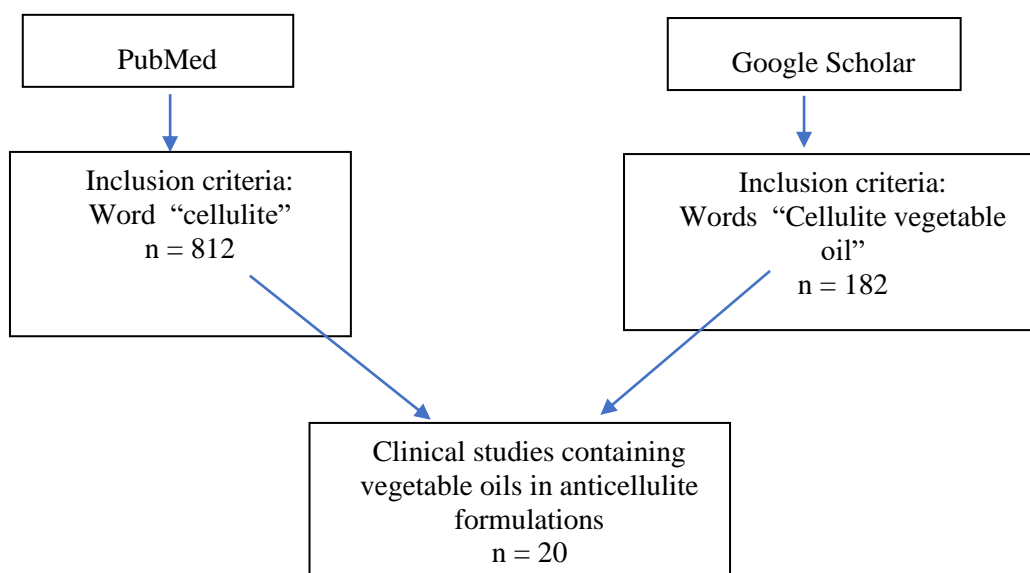 PubMed
Google Scholar
Inclusion criteria:
Word “cellulite”
n = 812
Inclusion criteria:
Words “Cellulite vegetable
oil”
n = 182
Clinical studies containing
vegetable oils in anticellulite
formulations
n = 20